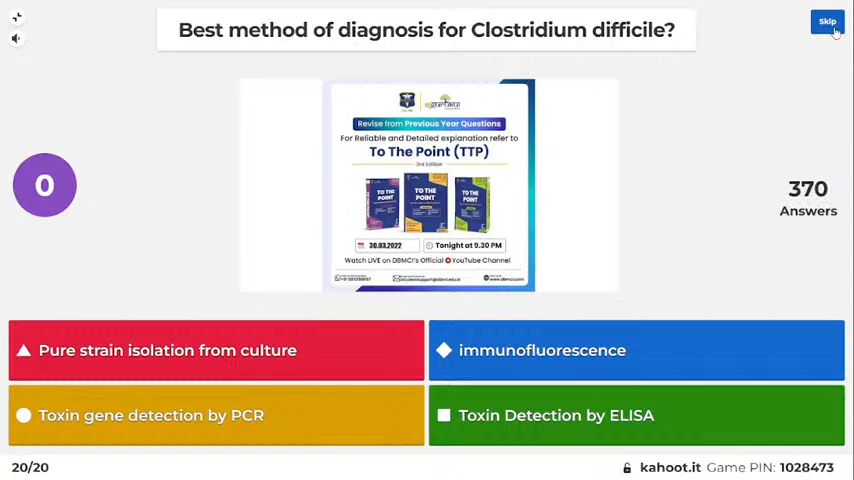 Best method of diagnosis for Clostridium difficile?
Skip
Revise from Previous Year Questions
For Reliable and Detailed explanation refer to
To The Point (TTP)
3rd Edition
TO THE POINT
TO THE POINT
TO THE POINT
20.03.2022
Tonight at 9.30 PM
Watch LIVE on DBMCI's Official YouTube Channel
www.dbmci.com
0
370
Answers
Pure strain isolation from culture
immunofluorescence
Toxin gene detection by PCR
Toxin Detection by ELISA
20/20
kahoot.it Game PIN: 1028473